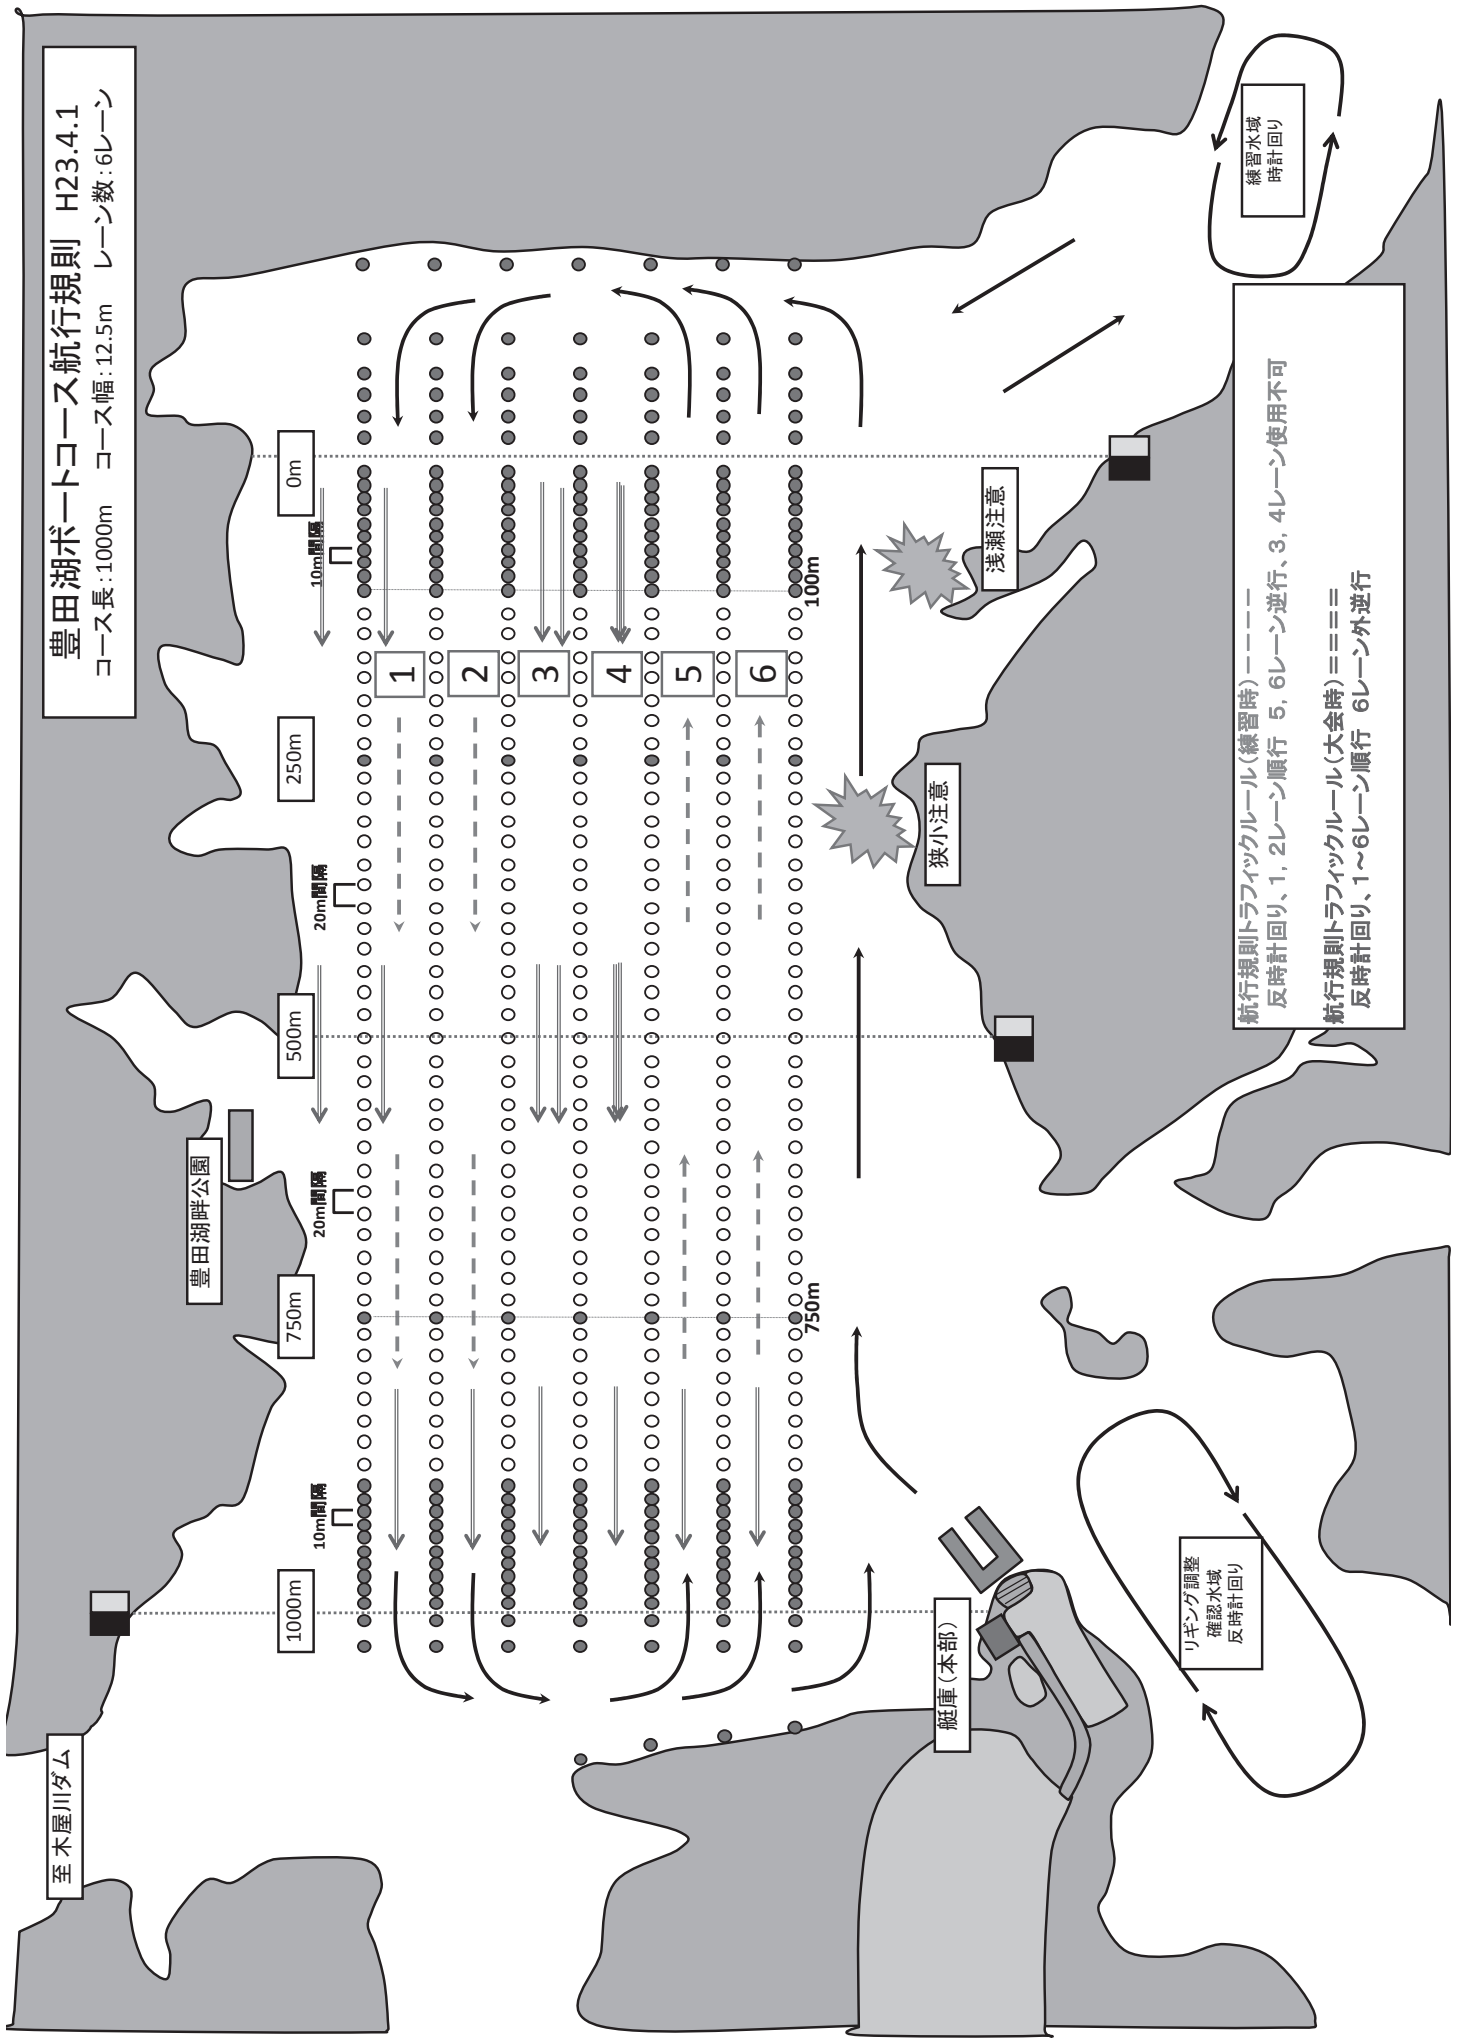 豊田湖ボートコース航行規則 H23.4.1
コース長:1000m コース幅:12.5m レーン数:6レーン
至 木屋川ダム
豊田湖畔公園
1000m
750m
500m
250m
0m
10m間隔
20m間隔
20m間隔
10m間隔
1
2
3
4
5
6
750m
100m
狭小注意
浅瀬注意
艇庫(本部)
リギング調整
確認水域
反時計回り
練習水域
時計回り
航行規則トラフィックルール(練習時)----
反時計回り、1,2レーン順行 5,6レーン逆行、3,4レーン使用不可
航行規則トラフィックルール(大会時)====
反時計回り、1~6レーン順行 6レーン外逆行